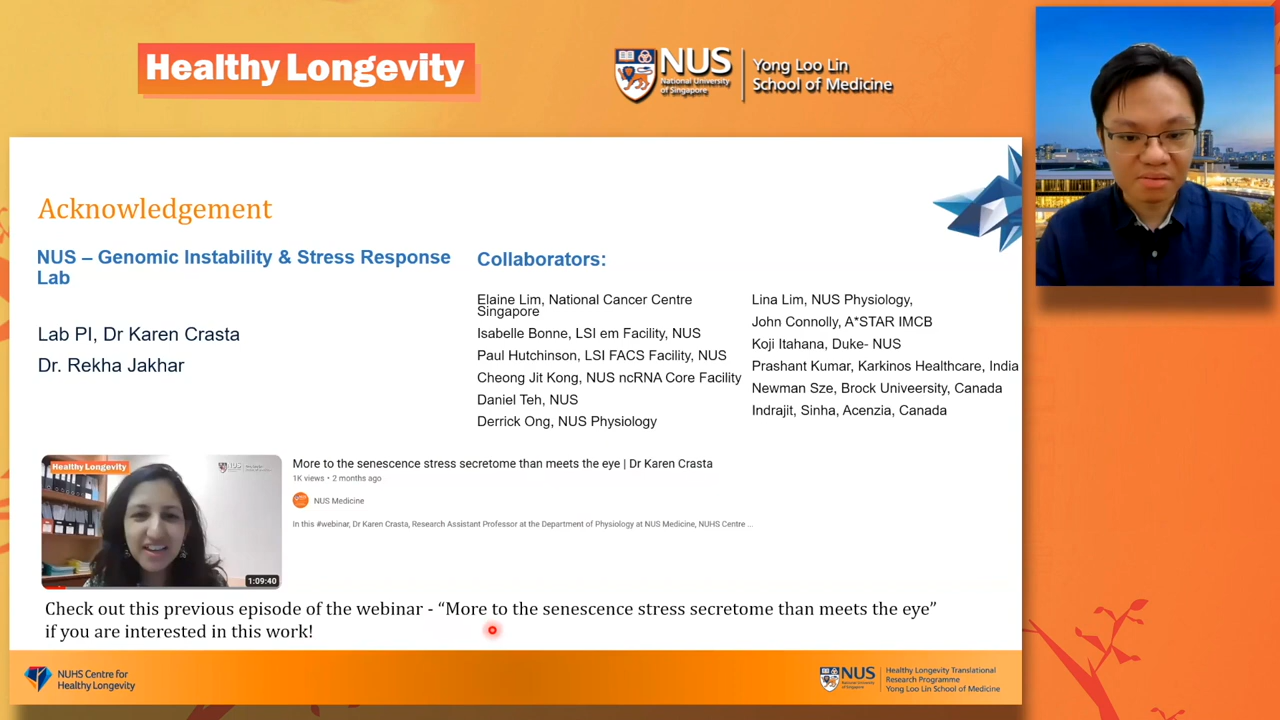 Healthy Longevity
NUS
National University
of Singapore
Yong Loo Lin
School of Medicine
Acknowledgement
NUS – Genomic Instability & Stress Response
Lab
Lab PI, Dr Karen Crasta
Dr. Rekha Jakhar
Collaborators:
Elaine Lim, National Cancer Centre
Singapore
Isabelle Bonne, LSI em Facility, NUS
Paul Hutchinson, LSI FACS Facility, NUS
Cheong Jit Kong, NUS ncRNA Core Facility
Daniel Teh, NUS
Derrick Ong, NUS Physiology
Lina Lim, NUS Physiology,
John Connolly, A*STAR IMCB
Koji Itahana, Duke- NUS
Prashant Kumar, Karkinos Healthcare, India
Newman Sze, Brock Univeersity, Canada
Indrajit, Sinha, Acenzia, Canada
Healthy Longevity
NUS
1:09:40
More to the senescence stress secretome than meets the eye | Dr Karen Crasta
1K views • 2 months ago
NUS Medicine
In this #webinar, Dr Karen Crasta, Research Assistant Professor at the Department of Physiology at NUS Medicine, NUHS Centre ...
Check out this previous episode of the webinar - “More to the senescence stress secretome than meets the eye”
if you are interested in this work!
NUHS Centre for
Healthy Longevity
NUS
National University
of Singapore
Healthy Longevity Translational
Research Programme
Yong Loo Lin School of Medicine